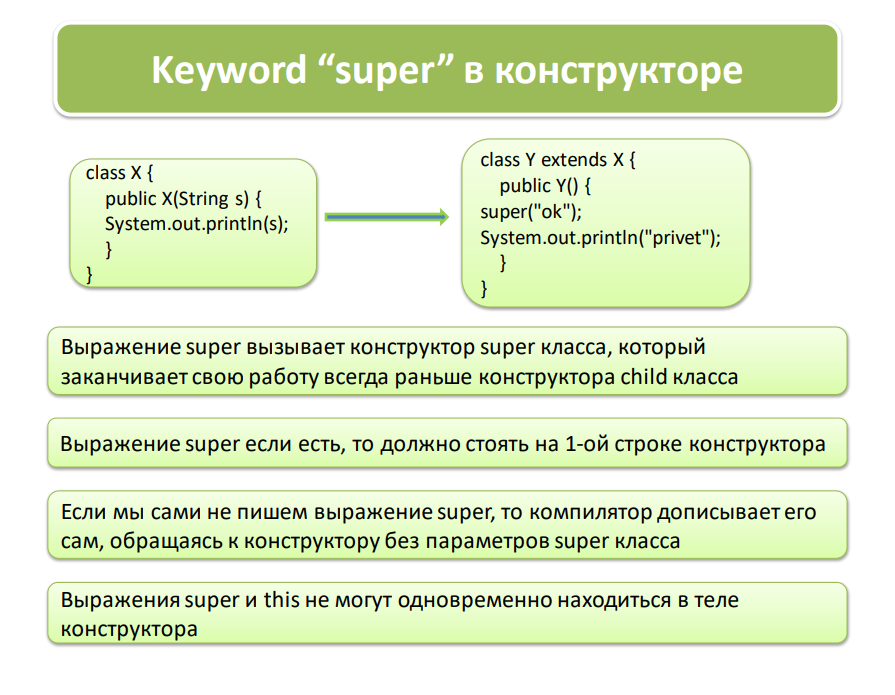 Keyword “super” в конструкторе
class X {
public X(String s) {
System.out.println(s);
}
}
class Y extends X {
public Y() {
super("ok");
System.out.println("privet");
}
}
Выражение super вызывает конструктор super класса, который
заканчивает свою работу всегда раньше конструктора child класса
Выражение super если есть, то должно стоять на 1-ой строке конструктора
Если мы сами не пишем выражение super, то компилятор дописывает его
сам, обращаясь к конструктору без параметров super класса
Выражения super и this не могут одновременно находиться в теле
конструктора